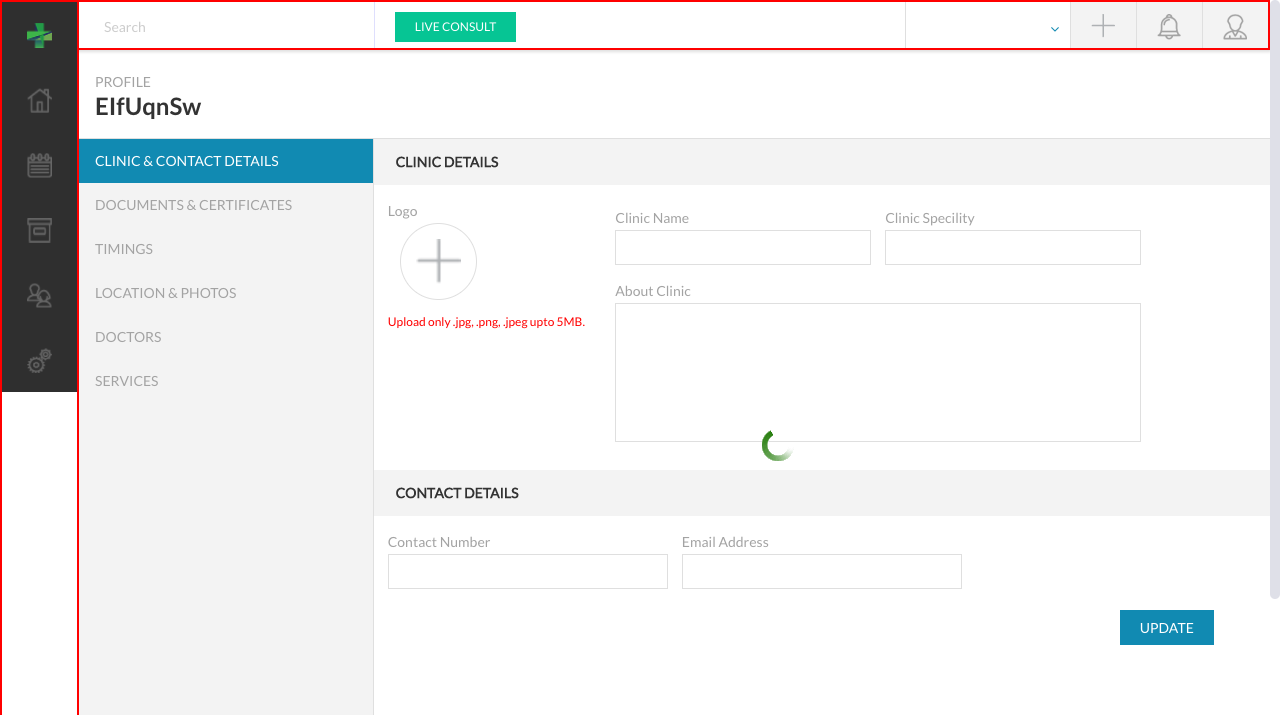 Search
LIVE CONSULT
PROFILE
EIfUqnSw
CLINIC & CONTACT DETAILS
DOCUMENTS & CERTIFICATES
TIMINGS
LOCATION & PHOTOS
DOCTORS
SERVICES
CLINIC DETAILS
Logo
Upload only .jpg, .png, .jpeg upto 5MB.
Clinic Name
Clinic Specility
About Clinic
CONTACT DETAILS
Contact Number
Email Address
UPDATE